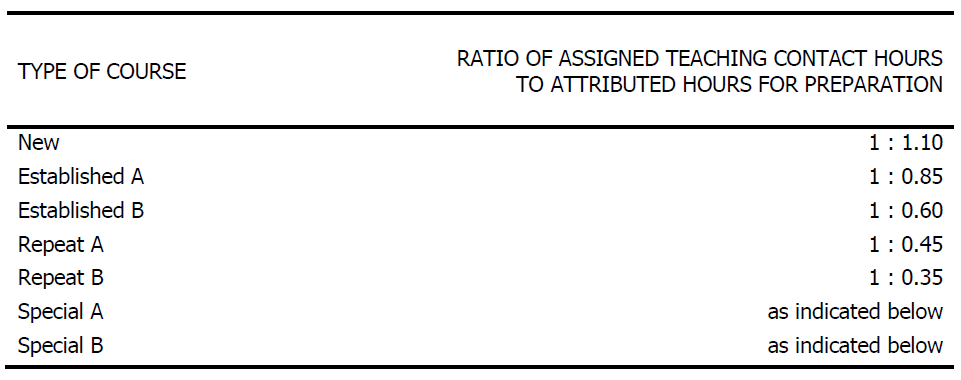 TYPE OF COURSE
RATIO OF ASSIGNED TEACHING CONTACT HOURS
TO ATTRIBUTED HOURS FOR PREPARATION
New 1 : 1.10
Established A 1 : 0.85
Established B 1 : 0.60
Repeat A 1 : 0.45
Repeat B 1 : 0.35
Special A as indicated below
Special B as indicated below